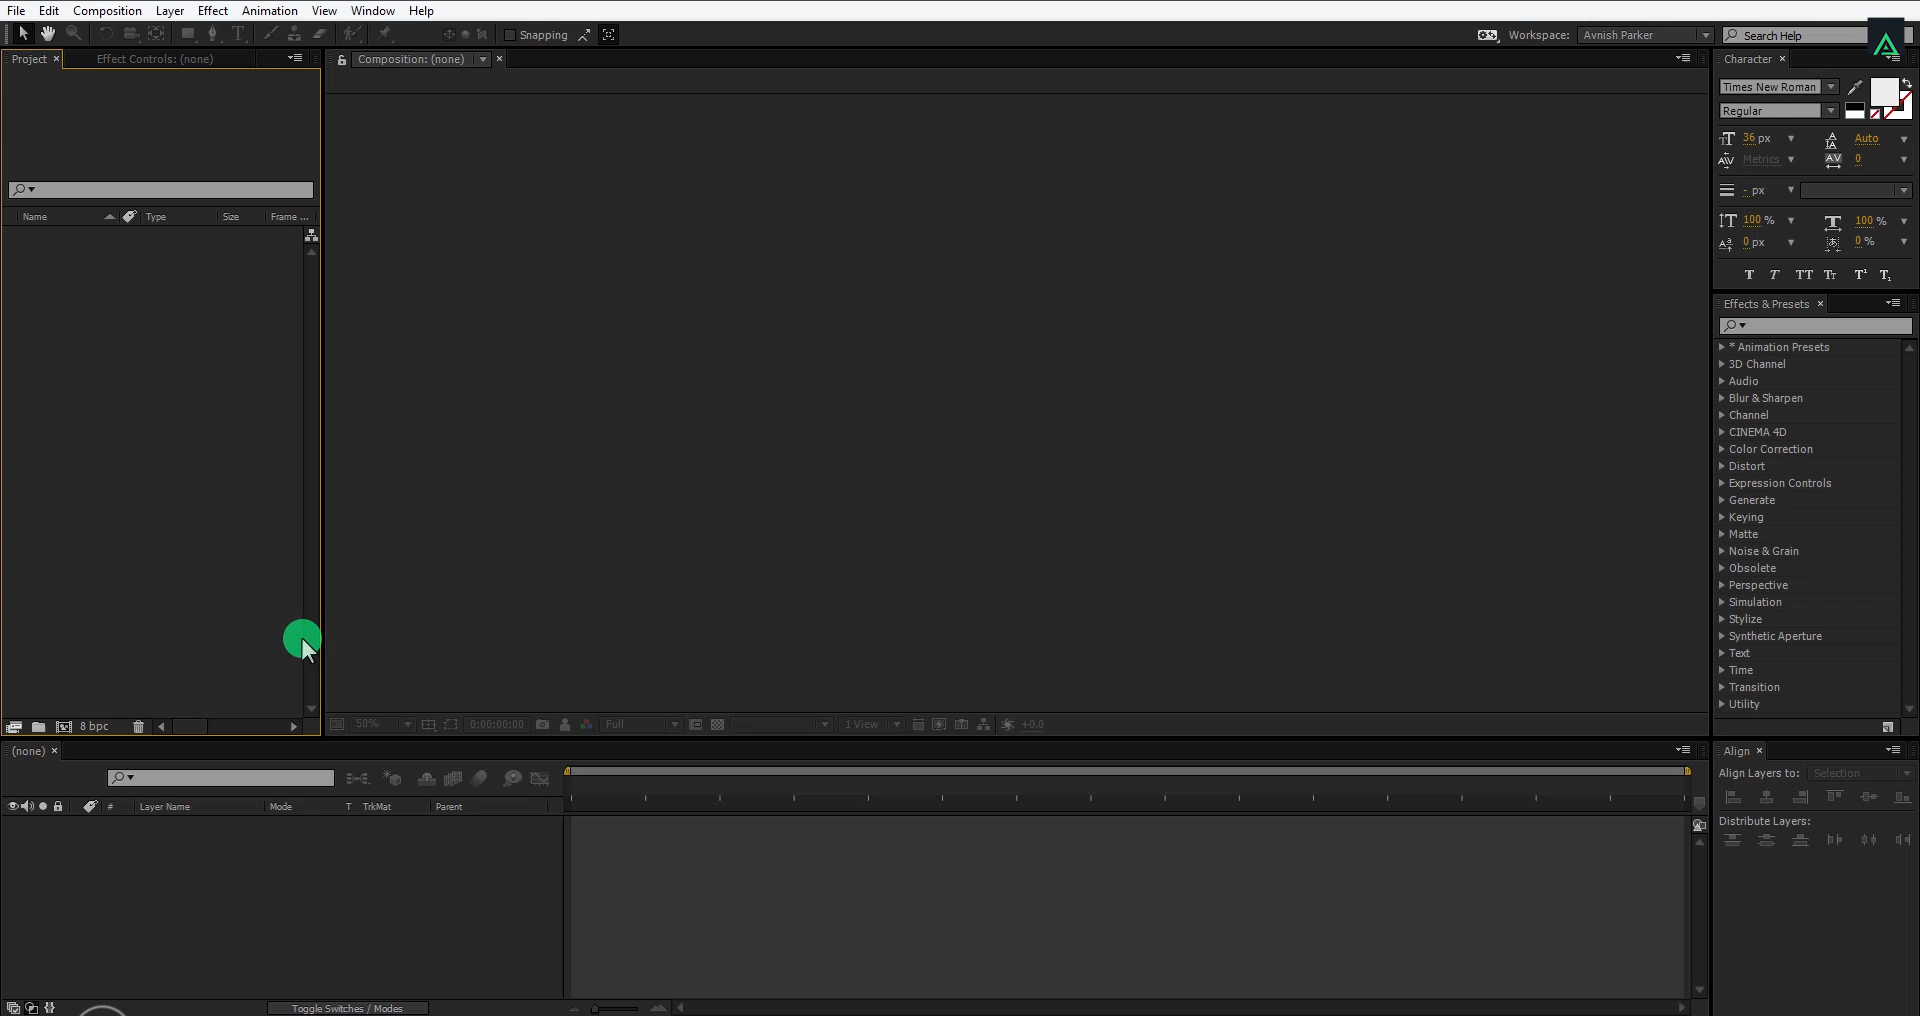 File Edit Composition Layer Effect Animation View Window Help
Snapping Workspace: Avnish Parker Search Help
Project × Effect Controls: (none) Composition: (none) × Character ×
Times New Roman
Regular
36 px Auto
Metrics 0
- px
100 % 100 %
0 px 0 %
T T TT Tt T¹ T₁
Effects & Presets ×
Name Type Size Frame ...
* Animation Presets
3D Channel
Audio
Blur & Sharpen
Channel
CINEMA 4D
Color Correction
Distort
Expression Controls
Generate
Keying
Matte
Noise & Grain
Obsolete
Perspective
Simulation
Stylize
Synthetic Aperture
Text
Time
Transition
Utility
8 bpc 50% 0:00:00:00 Full 1 View +0.0
(none) × Align ×
Align Layers to: Selection
# Layer Name Mode T TrkMat Parent
Distribute Layers:
Toggle Switches / Modes